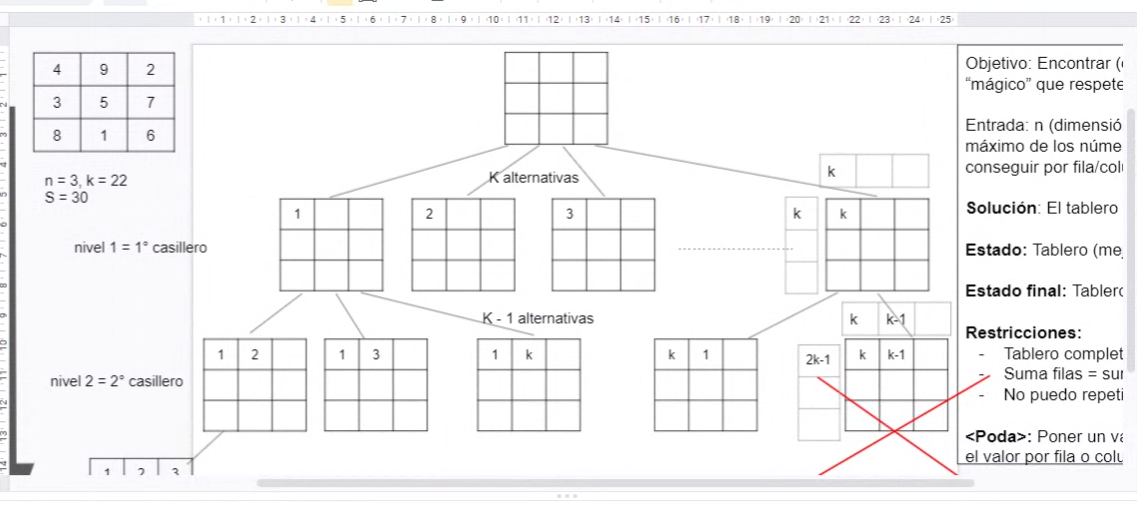 1 2 3 4 5 6 7 8 9 10 11 12 13 14 15 16 17 18 19 20 21 22 23 24 25
4 9 2
3 5 7
8 1 6
n = 3, k = 22
S = 30
K alternativas
k
nivel 1 = 1° casillero
1
2
3
k
k
K - 1 alternativas
k k-1
nivel 2 = 2° casillero
1 2
1 3
1 k
k 1
2k-1
k k-1
1 2 3
Objetivo: Encontrar (
“mágico” que respete
Entrada: n (dimensió
máximo de los núme
conseguir por fila/col
Solución: El tablero
Estado: Tablero (me
Estado final: Tablero
Restricciones:
- Tablero complet
- Suma filas = su
- No puedo repeti
<Poda>: Poner un va
el valor por fila o colu